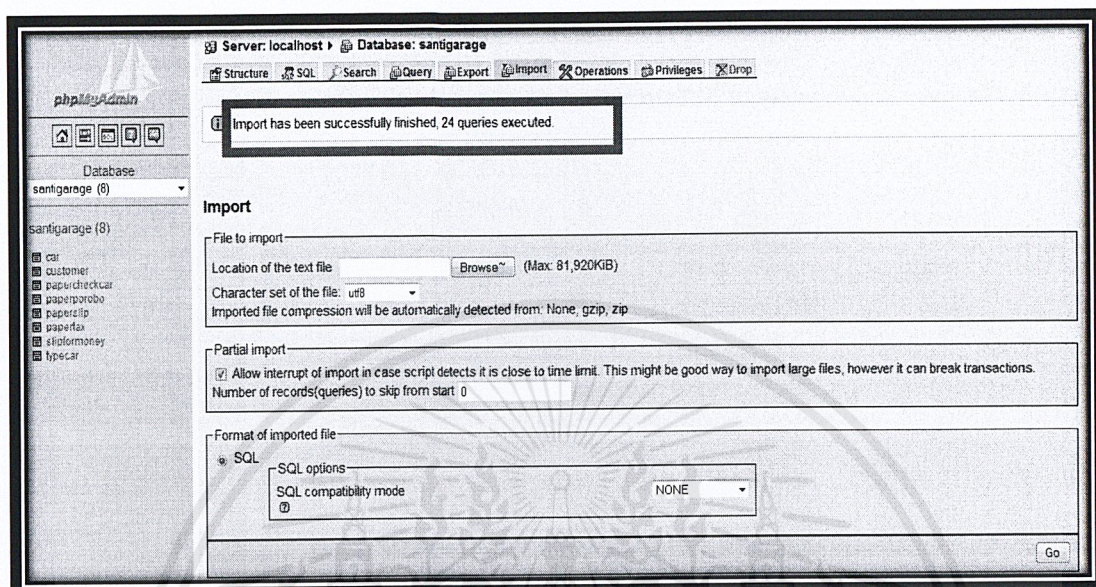 Server: localhost ▸ Database: santigarage
Structure SQL Search Query Export Import Operations Privileges Drop
phpMyAdmin
Import has been successfully finished, 24 queries executed.
Database
santigarage (8)
santigarage (8)
car
customer
papercheckcar
paperporobo
paperslip
papertax
slipformoney
typecar
Import
File to import
Location of the text file Browse~ (Max: 81,920KiB)
Character set of the file: utf8
Imported file compression will be automatically detected from: None, gzip, zip
Partial import
Allow interrupt of import in case script detects it is close to time limit. This might be good way to import large files, however it can break transactions.
Number of records(queries) to skip from start 0
Format of imported file
SQL
SQL options
SQL compatibility mode NONE
Go